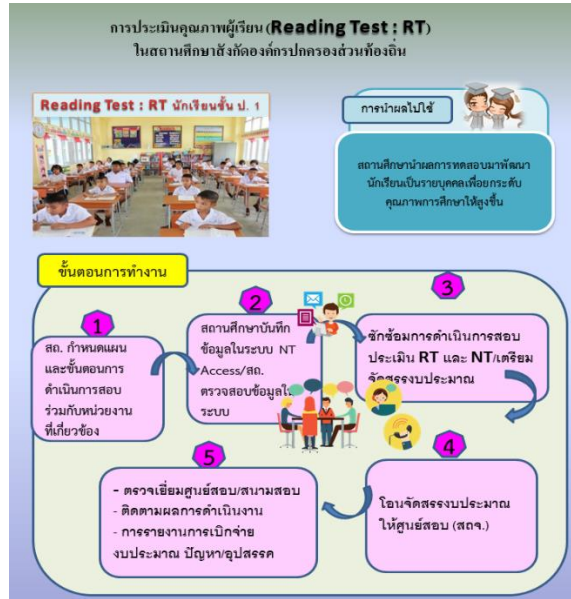 การประเมินคุณภาพผู้เรียน (Reading Test : RT)
ในสถานศึกษาสังกัดองค์กรปกครองส่วนท้องถิ่น
Reading Test : RT นักเรียนชั้น ป. 1
การนำผลไปใช้
สถานศึกษานำผลการทดสอบมาพัฒนา
นักเรียนเป็นรายบุคคลเพื่อยกระดับ
คุณภาพการศึกษาให้สูงขึ้น
ขั้นตอนการทำงาน
1
สถ. กำหนดแผน
และขั้นตอนการ
ดำเนินการสอบ
ร่วมกับหน่วยงาน
ที่เกี่ยวข้อง
2
สถานศึกษาบันทึก
ข้อมูลในระบบ NT
Access/สถ.
ตรวจสอบข้อมูลใน
ระบบ
3
ซักซ้อมการดำเนินการสอบ
ประเมิน RT และ NT/เตรียม
จัดสรรงบประมาณ
4
โอนจัดสรรงบประมาณ
ให้ศูนย์สอบ (สถจ.)
5
- ตรวจเยี่ยมศูนย์สอบ/สนามสอบ
- ติดตามผลการดำเนินงาน
- การรายงานการเบิกจ่าย
งบประมาณ ปัญหา/อุปสรรค